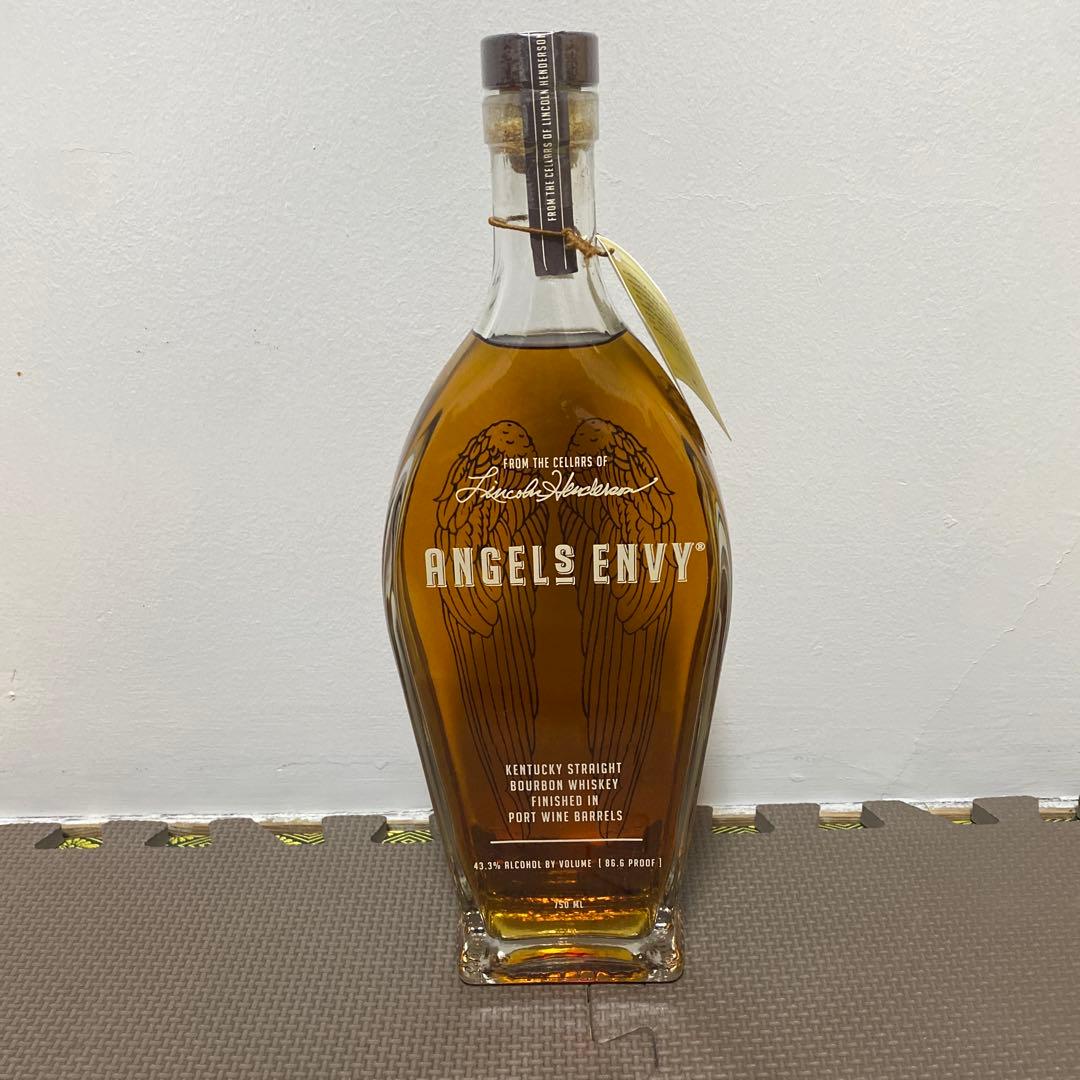 FROM THE CELLARS OF LINCOLN HENDERSON
FROM THE CELLARS OF
Lincoln Henderson
ANGELS ENVY®
KENTUCKY STRAIGHT
BOURBON WHISKEY
FINISHED IN
PORT WINE BARRELS
43.3% ALCOHOL BY VOLUME [ 86.6 PROOF ]
750 ML